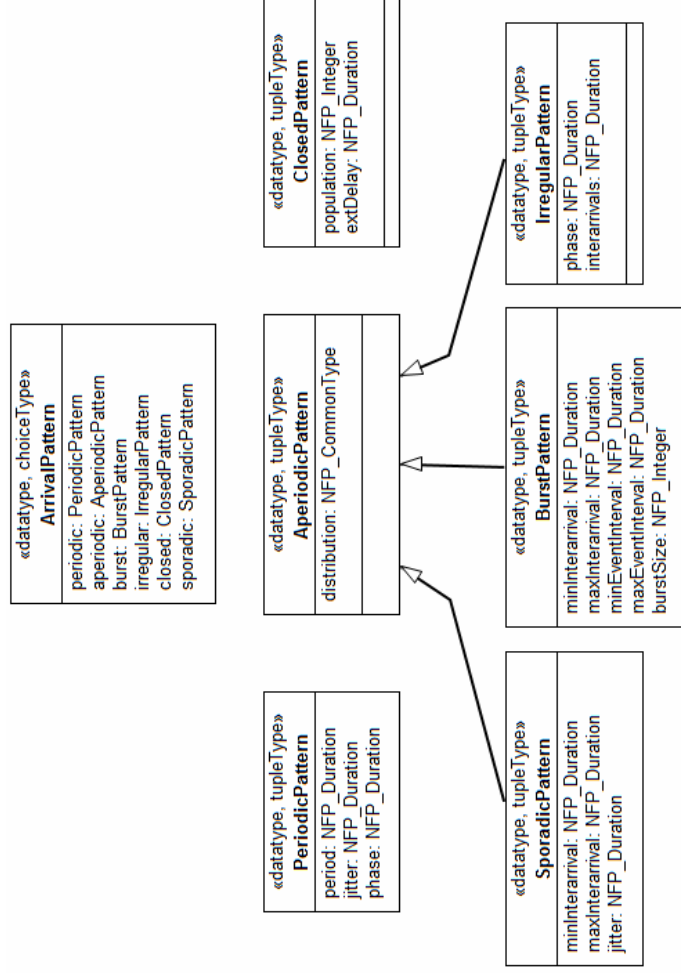 «datatype, choiceType»
ArrivalPattern
periodic: PeriodicPattern
aperiodic: AperiodicPattern
burst: BurstPattern
irregular: IrregularPattern
closed: ClosedPattern
sporadic: SporadicPattern
«datatype, tupleType»
PeriodicPattern
period: NFP_Duration
jitter: NFP_Duration
phase: NFP_Duration
«datatype, tupleType»
AperiodicPattern
distribution: NFP_CommonType
«datatype, tupleType»
ClosedPattern
population: NFP_Integer
extDelay: NFP_Duration
«datatype, tupleType»
SporadicPattern
minInterarrival: NFP_Duration
maxInterarrival: NFP_Duration
jitter: NFP_Duration
«datatype, tupleType»
BurstPattern
minInterarrival: NFP_Duration
maxInterarrival: NFP_Duration
minEventInterval: NFP_Duration
maxEventInterval: NFP_Duration
burstSize: NFP_Integer
«datatype, tupleType»
IrregularPattern
phase: NFP_Duration
interarrivals: NFP_Duration